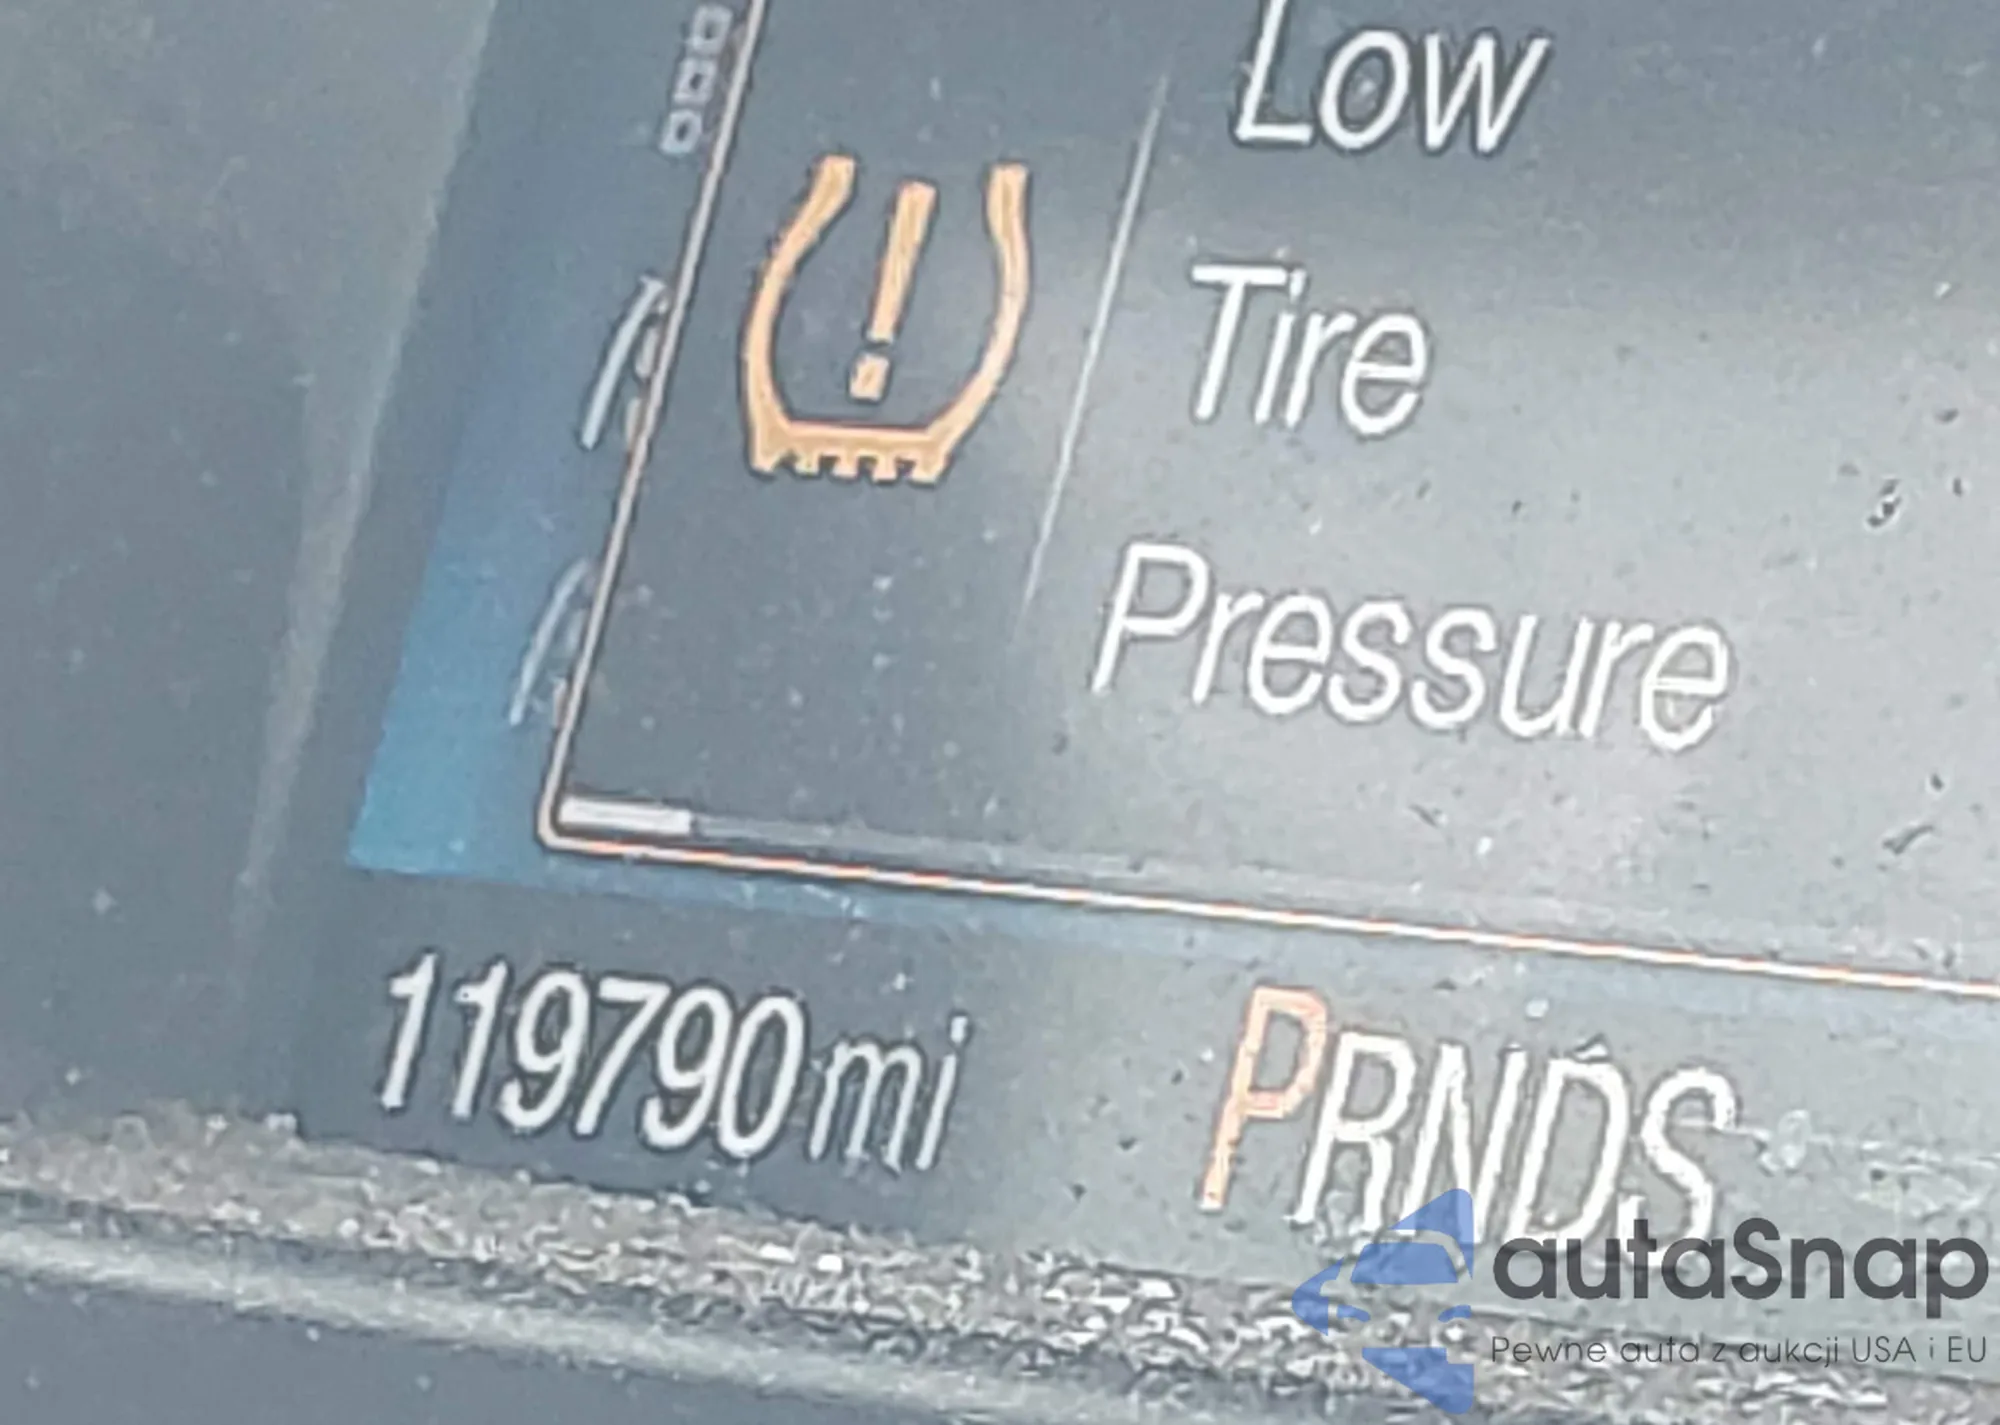 Low
Tire
Pressure
119790 mi PRNDS
autaSnap
Pewne auta z aukcji USA i EU